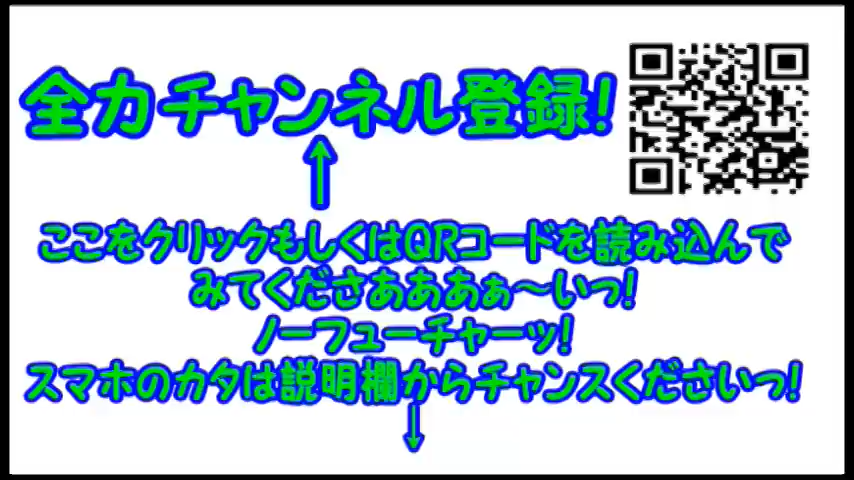 全力チャンネル登録!
↑
ここをクリックもしくはQRコードを読み込んで
みてくださあああぁ～いっ!
ノーフューチャーッ!
スマホのカタは説明欄からチャンスくださいっ!
↓